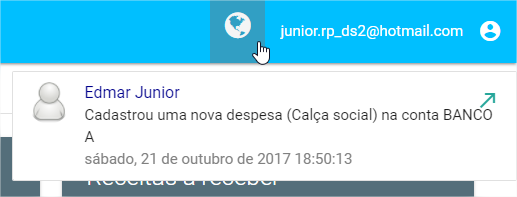 junior.rp_ds2@hotmail.com
Edmar Junior
Cadastrou uma nova despesa (Calça social) na conta BANCO
A
sábado, 21 de outubro de 2017 18:50:13
Receitas a receber